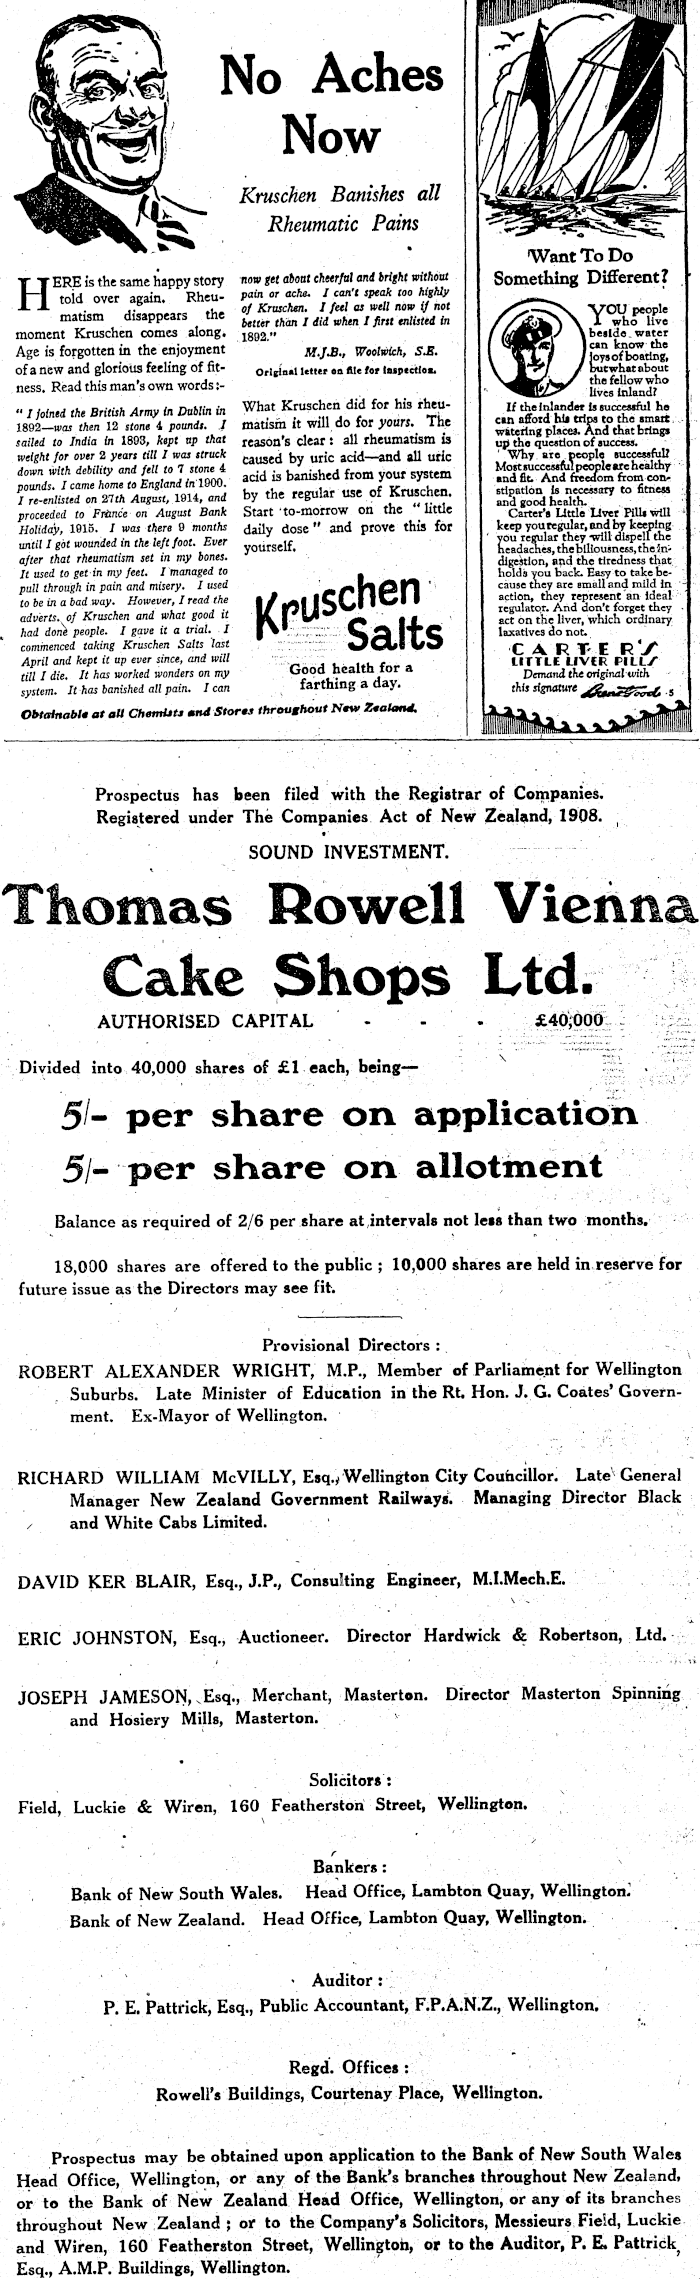 No Aches
Now
Kruschen Banishes all
Rheumatic Pains
HERE is the same happy story
told over again. Rheu-
matism disappears the
moment Kruschen comes along.
Age is forgotten in the enjoyment
of a new and glorious feeling of fit-
ness. Read this man's own words:-
" I joined the British Army in Dublin in
1892—was then 12 stone 4 pounds. I
sailed to India in 1893, kept up that
weight for over 2 years till I was struck
down with debility and fell to 7 stone 4
pounds. I came home to England in 1900.
I re-enlisted on 27th August, 1914, and
proceeded to France on August Bank
Holiday, 1915. I was there 9 months
until I got wounded in the left foot. Ever
after that rheumatism set in my bones.
It used to get in my feet. I managed to
pull through in pain and misery. I used
to be in a bad way. However, I read the
adverts. of Kruschen and what good it
had done people. I gave it a trial. I
commenced taking Kruschen Salts last
April and kept it up ever since, and will
till I die. It has worked wonders on my
system. It has banished all pain. I can
now get about cheerful and bright without
pain or ache. I can't speak too highly
of Kruschen. I feel as well now if not
better than I did when I first enlisted in
1892."
M.J.B., Woolwich, S.E.
Original letter on file for inspection.
What Kruschen did for his rheu-
matism it will do for yours. The
reason's clear : all rheumatism is
caused by uric acid—and all uric
acid is banished from your system
by the regular use of Kruschen.
Start to-morrow on the " little
daily dose " and prove this for
yourself.
Kruschen
Salts
Good health for a
farthing a day.
Obtainable at all Chemists and Stores throughout New Zealand.
Want To Do
Something Different?
YOU people
who live
beside water
can know the
joys of boating,
but what about
the fellow who
lives inland?
If the inlander is successful he
can afford his trips to the smart
watering places. And that brings
up the question of success.
Why are people successful?
Most successful people are healthy
and fit. And freedom from con-
stipation is necessary to fitness
and good health.
Carter's Little Liver Pills will
keep you regular, and by keeping
you regular they will dispell the
headaches, the biliousness, the in-
digestion, and the tiredness that
holds you back. Easy to take be-
cause they are small and mild in
action, they represent an ideal
regulator. And don't forget they
act on the liver, which ordinary
laxatives do not.
CARTER'S
LITTLE LIVER PILLS
Demand the original with
this signature Brent Good 5
Prospectus has been filed with the Registrar of Companies.
Registered under The Companies Act of New Zealand, 1908.
SOUND INVESTMENT.
Thomas Rowell Vienna
Cake Shops Ltd.
AUTHORISED CAPITAL - - - £40,000
Divided into 40,000 shares of £1 each, being—
5/- per share on application
5/- per share on allotment
Balance as required of 2/6 per share at intervals not less than two months.
18,000 shares are offered to the public ; 10,000 shares are held in reserve for
future issue as the Directors may see fit.
Provisional Directors :
ROBERT ALEXANDER WRIGHT, M.P., Member of Parliament for Wellington
Suburbs. Late Minister of Education in the Rt. Hon. J. G. Coates' Govern-
ment. Ex-Mayor of Wellington.
RICHARD WILLIAM McVILLY, Esq., Wellington City Councillor. Late General
Manager New Zealand Government Railways. Managing Director Black
and White Cabs Limited.
DAVID KER BLAIR, Esq., J.P., Consulting Engineer, M.I.Mech.E.
ERIC JOHNSTON, Esq., Auctioneer. Director Hardwick & Robertson, Ltd.
JOSEPH JAMESON, Esq., Merchant, Masterton. Director Masterton Spinning
and Hosiery Mills, Masterton.
Solicitors :
Field, Luckie & Wiren, 160 Featherston Street, Wellington.
Bankers :
Bank of New South Wales. Head Office, Lambton Quay, Wellington.
Bank of New Zealand. Head Office, Lambton Quay, Wellington.
Auditor :
P. E. Pattrick, Esq., Public Accountant, F.P.A.N.Z., Wellington.
Regd. Offices :
Rowell's Buildings, Courtenay Place, Wellington.
Prospectus may be obtained upon application to the Bank of New South Wales
Head Office, Wellington, or any of the Bank's branches throughout New Zealand,
or to the Bank of New Zealand Head Office, Wellington, or any of its branches
throughout New Zealand ; or to the Company's Solicitors, Messieurs Field, Luckie
and Wiren, 160 Featherston Street, Wellington, or to the Auditor, P. E. Pattrick,
Esq., A.M.P. Buildings, Wellington.